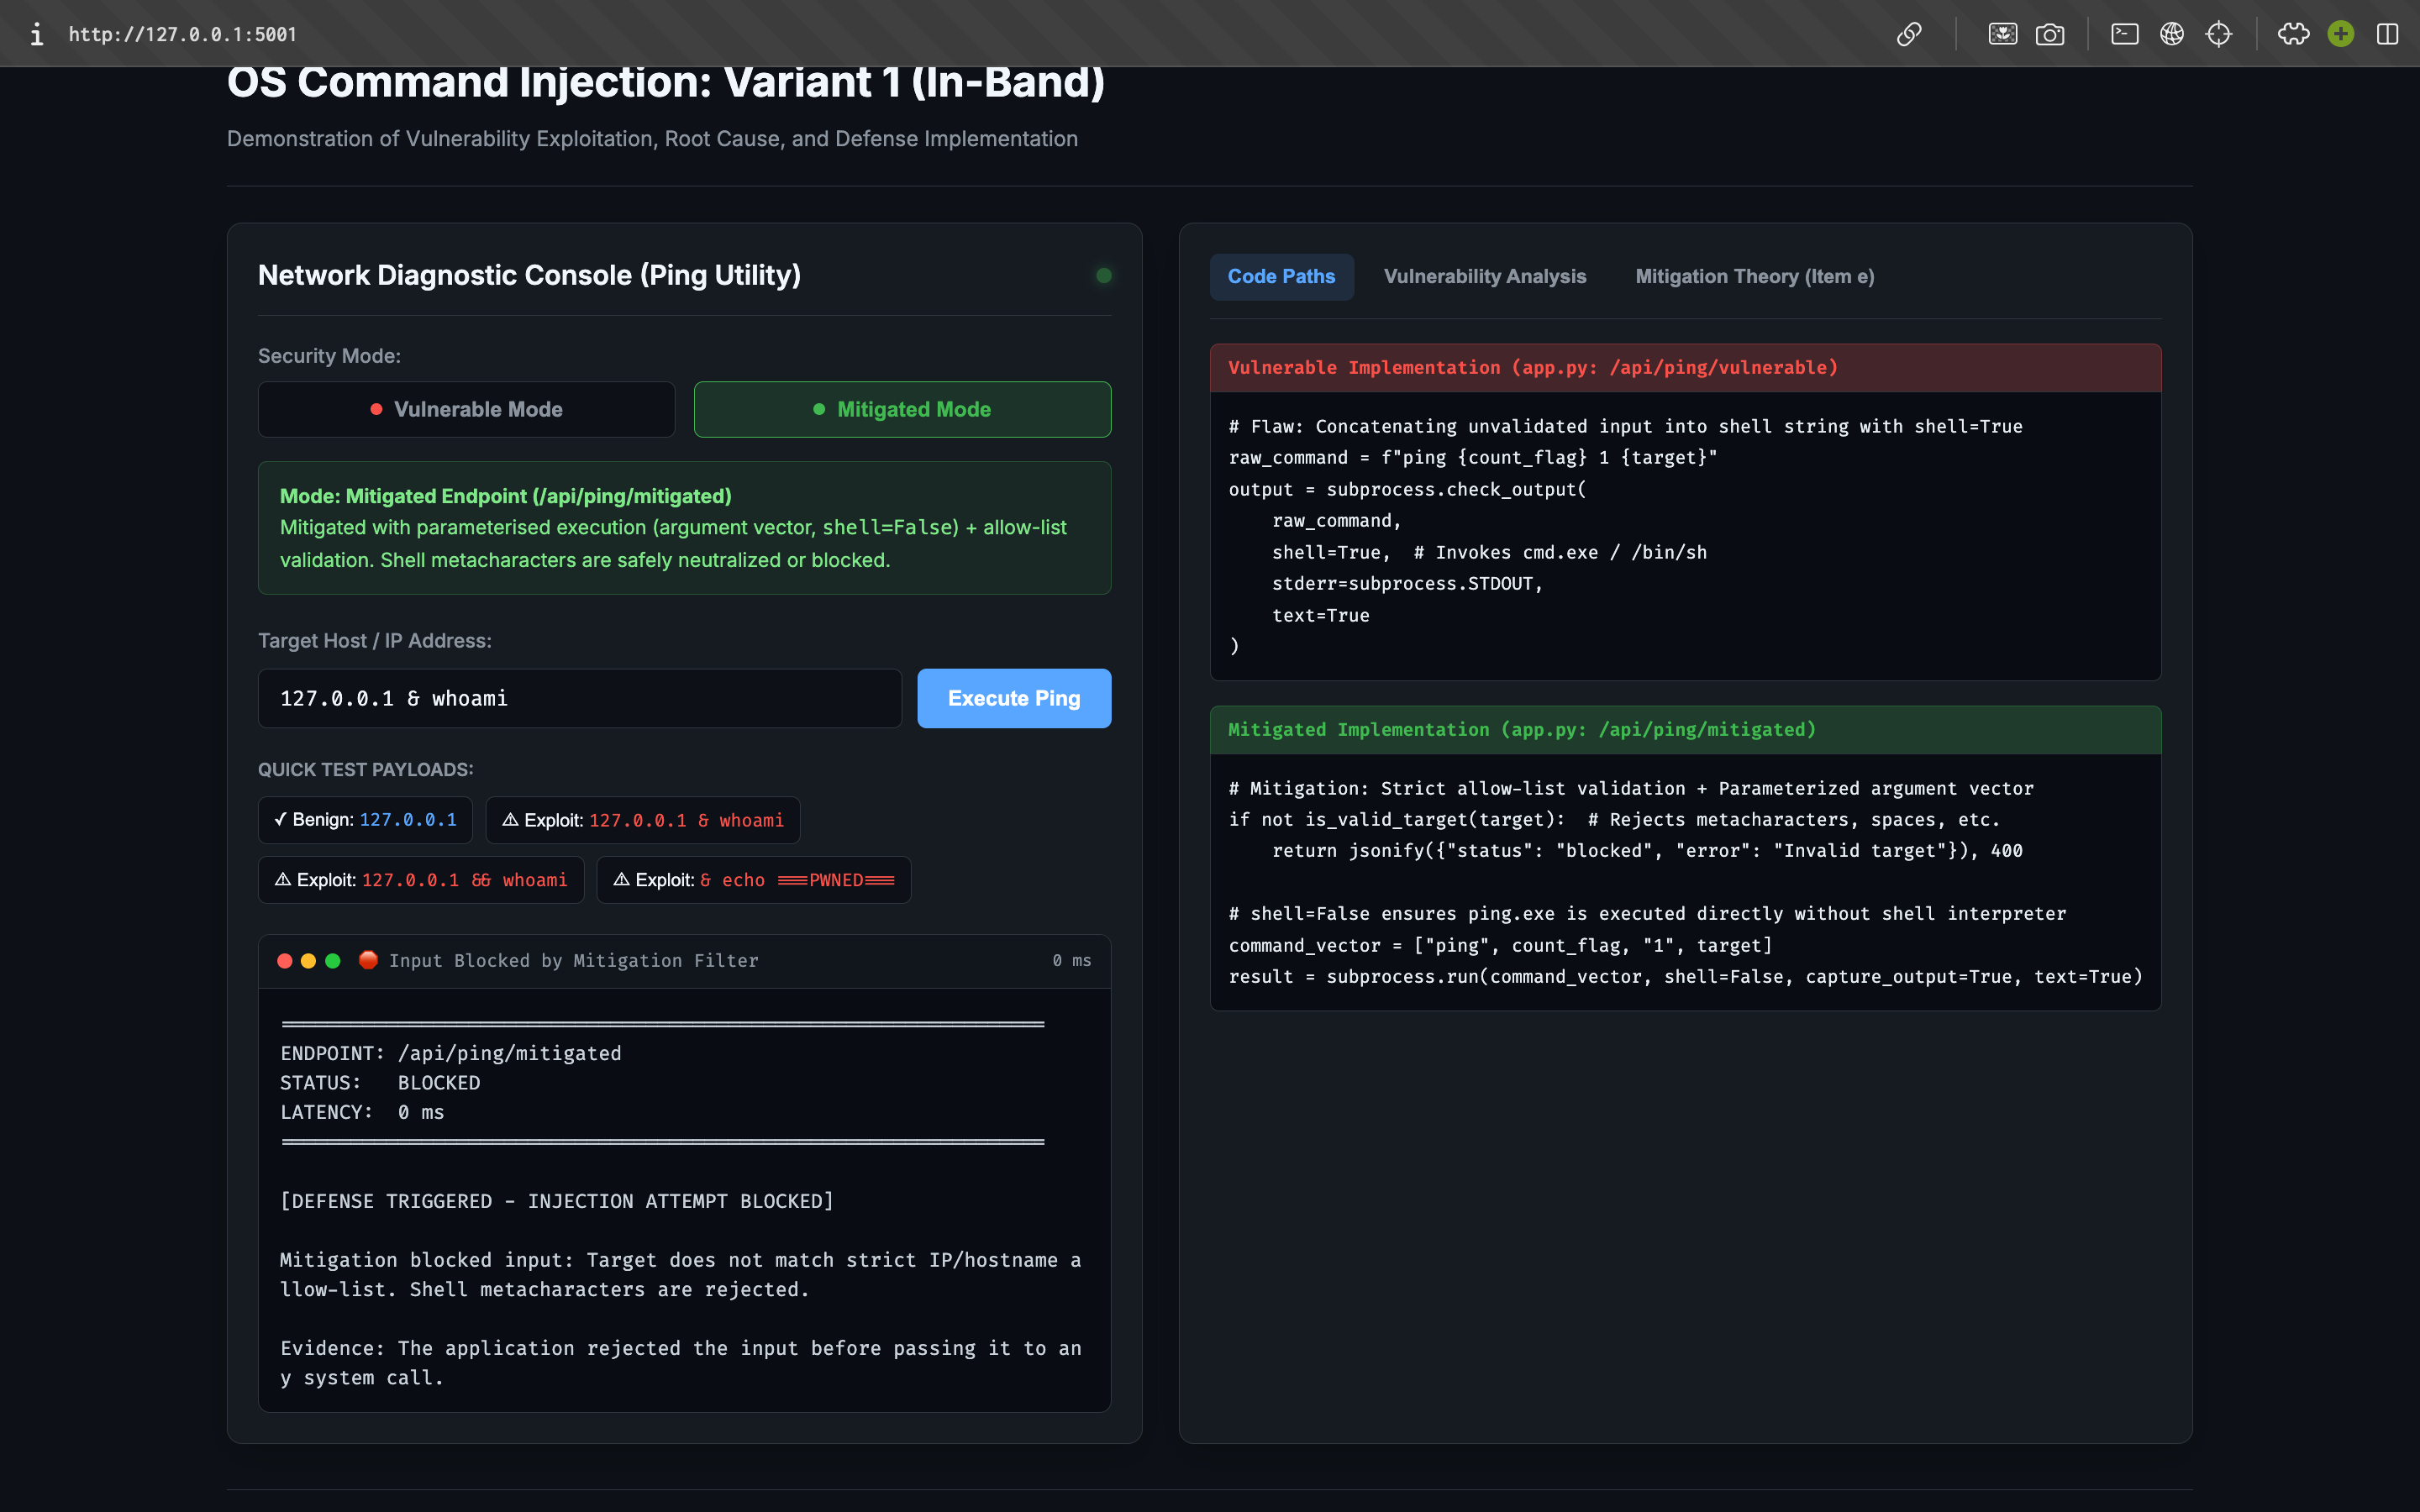 http://127.0.0.1:5001
OS Command Injection: Variant 1 (In-Band)
Demonstration of Vulnerability Exploitation, Root Cause, and Defense Implementation
Network Diagnostic Console (Ping Utility)
Security Mode:
Vulnerable Mode
Mitigated Mode
Mode: Mitigated Endpoint (/api/ping/mitigated)
Mitigated with parameterised execution (argument vector, shell=False) + allow-list
validation. Shell metacharacters are safely neutralized or blocked.
Target Host / IP Address:
127.0.0.1 & whoami
Execute Ping
QUICK TEST PAYLOADS:
✓ Benign: 127.0.0.1
⚠ Exploit: 127.0.0.1 & whoami
⚠ Exploit: 127.0.0.1 && whoami
⚠ Exploit: & echo ===PWNED===
🛑 Input Blocked by Mitigation Filter
0 ms
=================================================================
ENDPOINT: /api/ping/mitigated
STATUS:   BLOCKED
LATENCY:  0 ms
=================================================================
[DEFENSE TRIGGERED - INJECTION ATTEMPT BLOCKED]
Mitigation blocked input: Target does not match strict IP/hostname a
llow-list. Shell metacharacters are rejected.
Evidence: The application rejected the input before passing it to an
y system call.
Code Paths
Vulnerability Analysis
Mitigation Theory (Item e)
Vulnerable Implementation (app.py: /api/ping/vulnerable)
# Flaw: Concatenating unvalidated input into shell string with shell=True
raw_command = f"ping {count_flag} 1 {target}"
output = subprocess.check_output(
    raw_command,
    shell=True,  # Invokes cmd.exe / /bin/sh
    stderr=subprocess.STDOUT,
    text=True
)
Mitigated Implementation (app.py: /api/ping/mitigated)
# Mitigation: Strict allow-list validation + Parameterized argument vector
if not is_valid_target(target):  # Rejects metacharacters, spaces, etc.
    return jsonify({"status": "blocked", "error": "Invalid target"}), 400
# shell=False ensures ping.exe is executed directly without shell interpreter
command_vector = ["ping", count_flag, "1", target]
result = subprocess.run(command_vector, shell=False, capture_output=True, text=True)